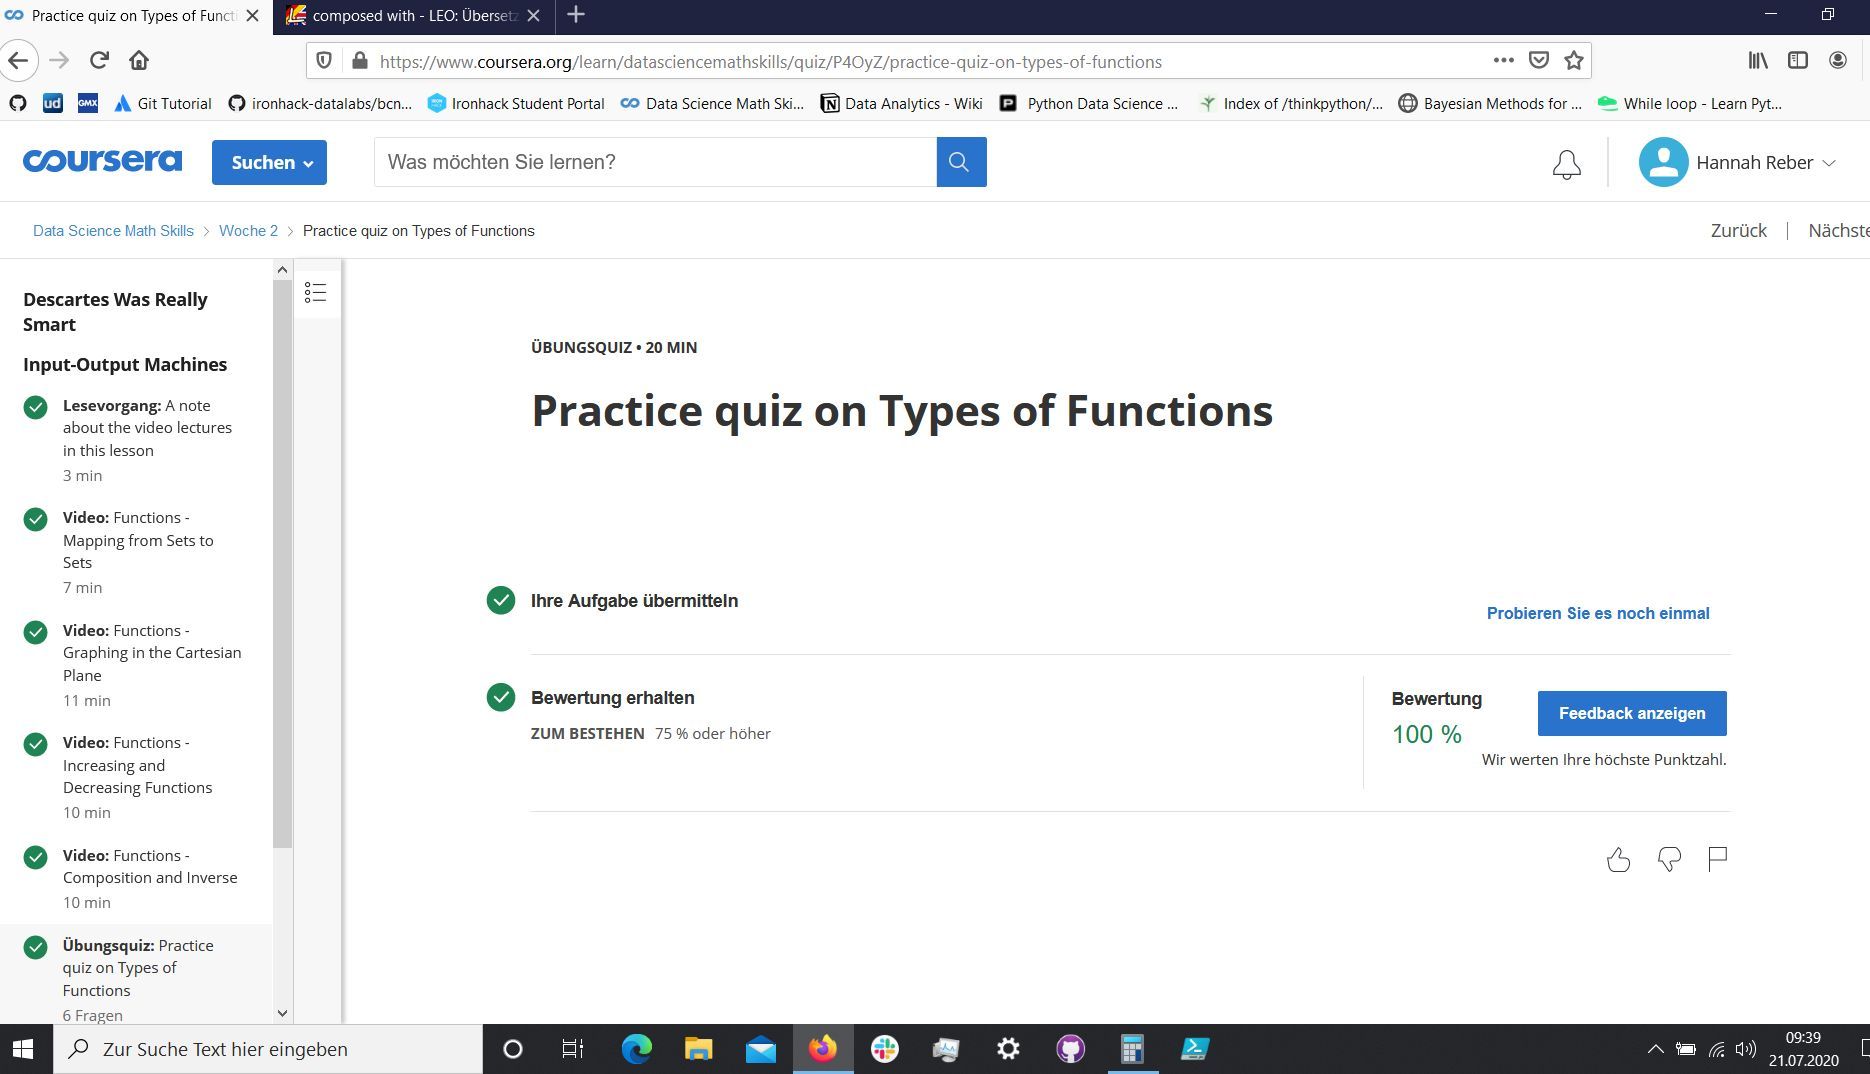 Practice quiz on Types of Functi
composed with - LEO: Übersetz
https://www.coursera.org/learn/datasciencemathskills/quiz/P4OyZ/practice-quiz-on-types-of-functions
ud
GMX
Git Tutorial
ironhack-datalabs/bcn...
Ironhack Student Portal
Data Science Math Ski...
Data Analytics - Wiki
Python Data Science ...
Index of /thinkpython/...
Bayesian Methods for ...
While loop - Learn Pyt...
coursera
Suchen
Was möchten Sie lernen?
Hannah Reber
Data Science Math Skills > Woche 2 > Practice quiz on Types of Functions
Zurück | Nächste
Descartes Was Really
Smart
Input-Output Machines
Lesevorgang: A note
about the video lectures
in this lesson
3 min
Video: Functions -
Mapping from Sets to
Sets
7 min
Video: Functions -
Graphing in the Cartesian
Plane
11 min
Video: Functions -
Increasing and
Decreasing Functions
10 min
Video: Functions -
Composition and Inverse
10 min
Übungsquiz: Practice
quiz on Types of
Functions
6 Fragen
ÜBUNGSQUIZ • 20 MIN
Practice quiz on Types of Functions
Ihre Aufgabe übermitteln
Probieren Sie es noch einmal
Bewertung erhalten
ZUM BESTEHEN 75 % oder höher
Bewertung
100 %
Feedback anzeigen
Wir werten Ihre höchste Punktzahl.
Zur Suche Text hier eingeben
09:39
21.07.2020